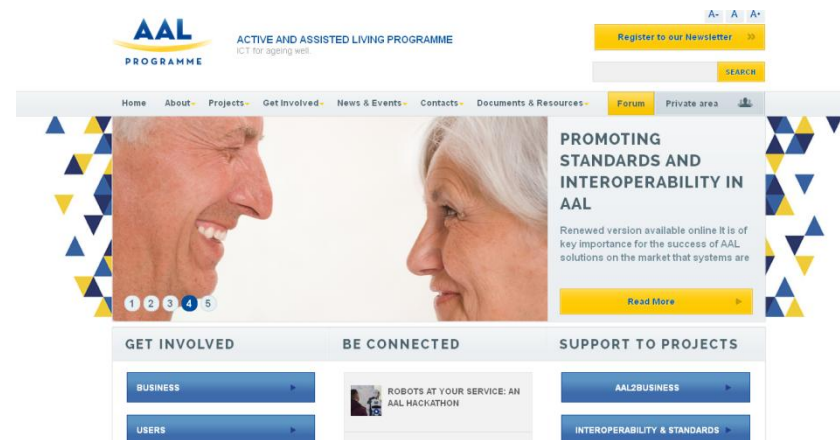 A- A A+
AAL
PROGRAMME
ACTIVE AND ASSISTED LIVING PROGRAMME
ICT for ageing well.
Register to our Newsletter
SEARCH
Home About Projects Get Involved News & Events Contacts Documents & Resources Forum Private area
PROMOTING
STANDARDS AND
INTEROPERABILITY IN
AAL
Renewed version available online It is of
key importance for the success of AAL
solutions on the market that systems are
Read More
1 2 3 4 5
GET INVOLVED
BUSINESS
USERS
BE CONNECTED
ROBOTS AT YOUR SERVICE: AN
AAL HACKATHON
SUPPORT TO PROJECTS
AAL2BUSINESS
INTEROPERABILITY & STANDARDS